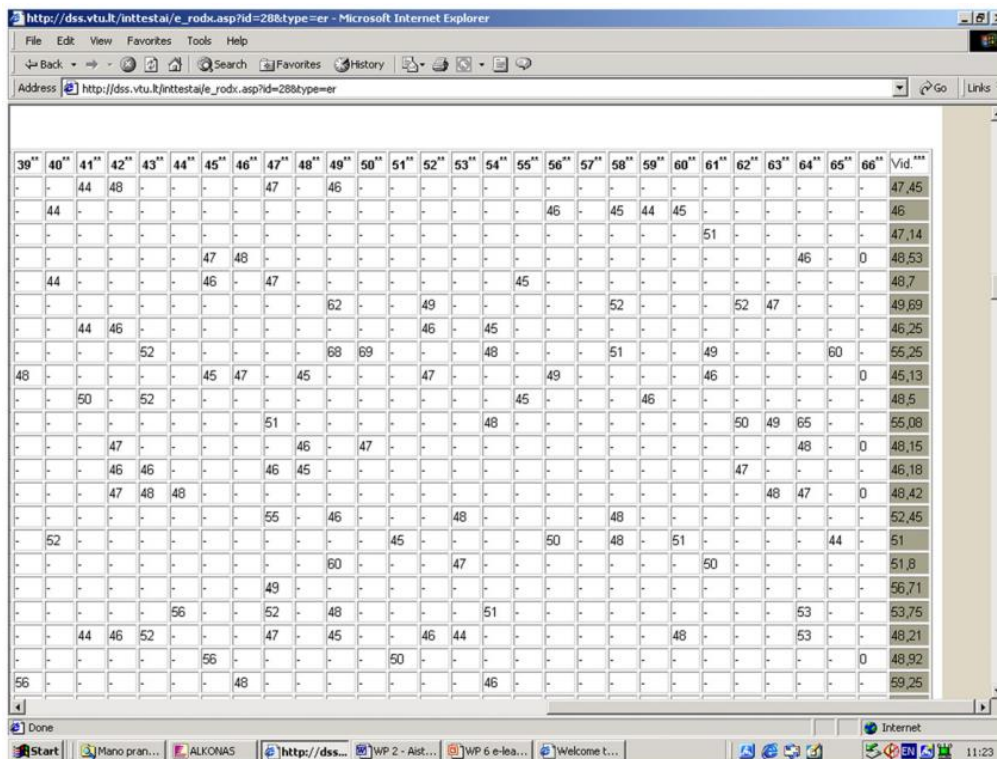 http://dss.vtu.lt/inttestai/e_rodx.asp?id=28&type=er - Microsoft Internet Explorer
File Edit View Favorites Tools Help
Back Search Favorites History
Address http://dss.vtu.lt/inttestai/e_rodx.asp?id=28&type=er Go Links
39** 40** 41** 42** 43** 44** 45** 46** 47** 48** 49** 50** 51** 52** 53** 54** 55** 56** 57** 58** 59** 60** 61** 62** 63** 64** 65** 66** Vid.***
- - 44 48 - - - - 47 - 46 - - - - - - - - - - - - - - - - - 47,45
- 44 - - - - - - - - - - - - - - - 46 - 45 44 45 - - - - - - 46
- - - - - - - - - - - - - - - - - - - - - - 51 - - - - - 47,14
- - - - - - 47 48 - - - - - - - - - - - - - - - - - 46 - 0 48,53
- 44 - - - - 46 - 47 - - - - - - - 45 - - - - - - - - - - - 48,7
- - - - - - - - - - 62 - - 49 - - - - - 52 - - - 52 47 - - - 49,69
- - 44 46 - - - - - - - - - 46 - 45 - - - - - - - - - - - - 46,25
- - - - 52 - - - - - 68 69 - - - 48 - - - 51 - - 49 - - - 60 - 55,25
48 - - - - - 45 47 - 45 - - - 47 - - - 49 - - - - 46 - - - - 0 45,13
- - 50 - 52 - - - - - - - - - - - 45 - - - 46 - - - - - - - 48,5
- - - - - - - - 51 - - - - - - 48 - - - - - - - 50 49 65 - - 55,08
- - - 47 - - - - - 46 - 47 - - - - - - - - - - - - - 48 - 0 48,15
- - - 46 46 - - - 46 45 - - - - - - - - - - - - - 47 - - - - 46,18
- - - 47 48 48 - - - - - - - - - - - - - - - - - - 48 47 - 0 48,42
- - - - - - - - 55 - 46 - - - 48 - - - - 48 - - - - - - - - 52,45
- 52 - - - - - - - - - - 45 - - - - 50 - 48 - 51 - - - - 44 - 51
- - - - - - - - - - 60 - - - 47 - - - - - - - 50 - - - - - 51,8
- - - - - - - - 49 - - - - - - - - - - - - - - - - - - - 56,71
- - - - - 56 - - 52 - 48 - - - - 51 - - - - - - - - - 53 - - 53,75
- - 44 46 52 - - - 47 - 45 - - 46 44 - - - - - - 48 - - - 53 - - 48,21
- - - - - - 56 - - - - - 50 - - - - - - - - - - - - - - 0 48,92
56 - - - - - - 48 - - - - - - - 46 - - - - - - - - - - - - 59,25
Done Internet
Start Mano pran... ALKONAS http://dss... WP 2 - Aist... WP 6 e-lea... Welcome t... EN 11:23